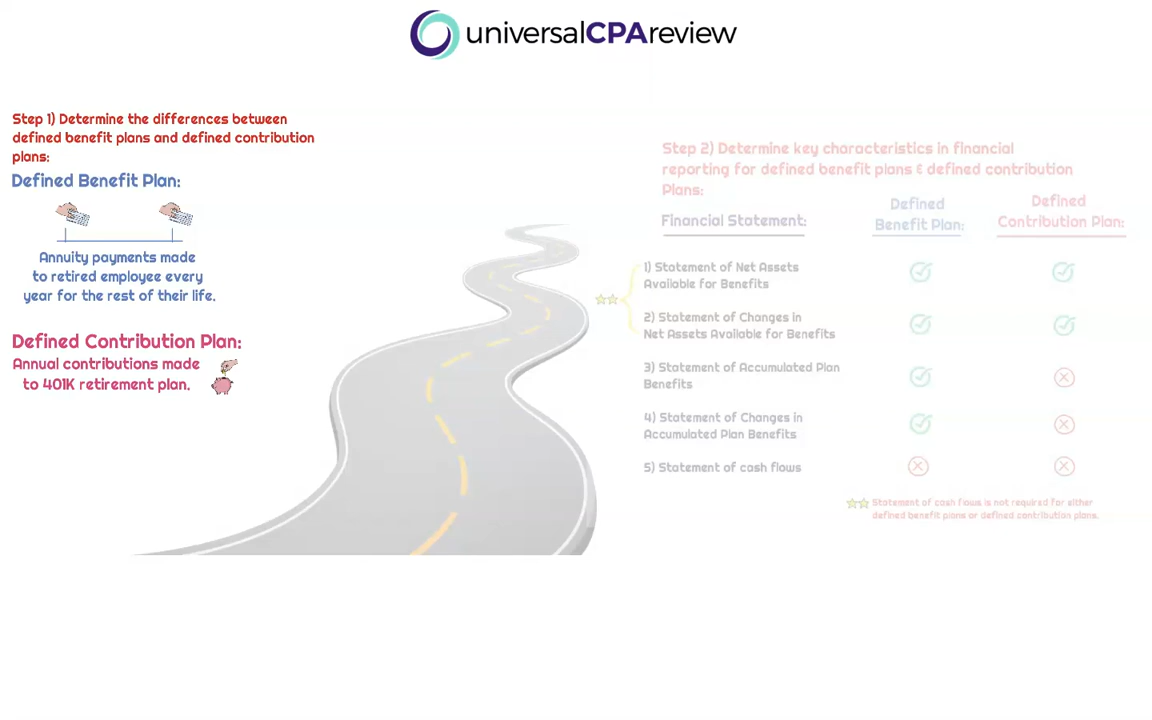 universalCPAreview
Step 1) Determine the differences between
defined benefit plans and defined contribution
plans:
Defined Benefit Plan:
Annuity payments made
to retired employee every
year for the rest of their life.
Defined Contribution Plan:
Annual contributions made
to 401K retirement plan.
Step 2) Determine key characteristics in financial
reporting for defined benefit plans & defined contribution
Plans:
Financial Statement:
Defined
Benefit Plan:
Defined
Contribution Plan:
1) Statement of Net Assets
Available for Benefits
2) Statement of Changes in
Net Assets Available for Benefits
3) Statement of Accumulated Plan
Benefits
4) Statement of Changes in
Accumulated Plan Benefits
5) Statement of cash flows
Statement of cash flows is not required for either
defined benefit plans or defined contribution plans.